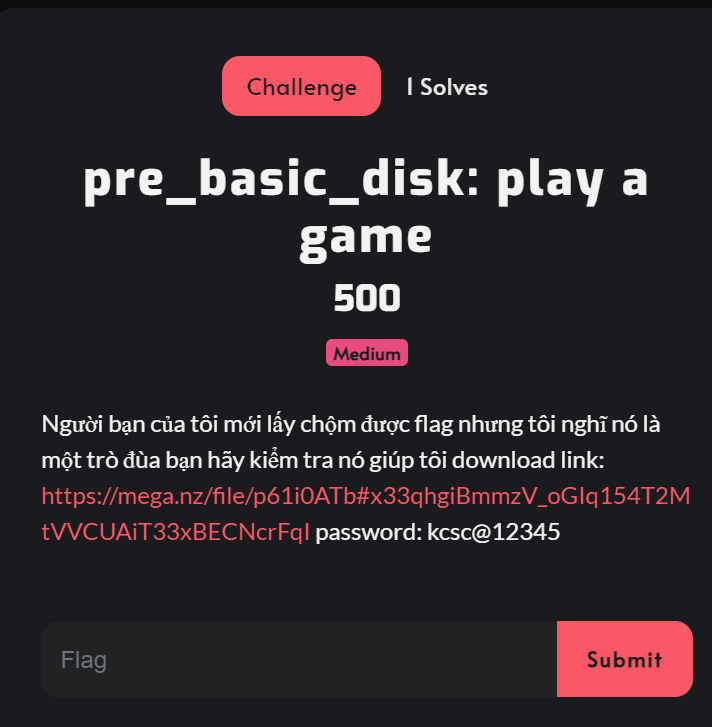 Challenge
1 Solves
pre_basic_disk: play a
game
500
Medium
Người bạn của tôi mới lấy chộm được flag nhưng tôi nghĩ nó là
một trò đùa bạn hãy kiểm tra nó giúp tôi download link:
https://mega.nz/file/p61i0ATb#x33qhgiBmmzV_oGIq154T2M
tVVCUAiT33xBECNcrFqI password: kcsc@12345
Flag
Submit